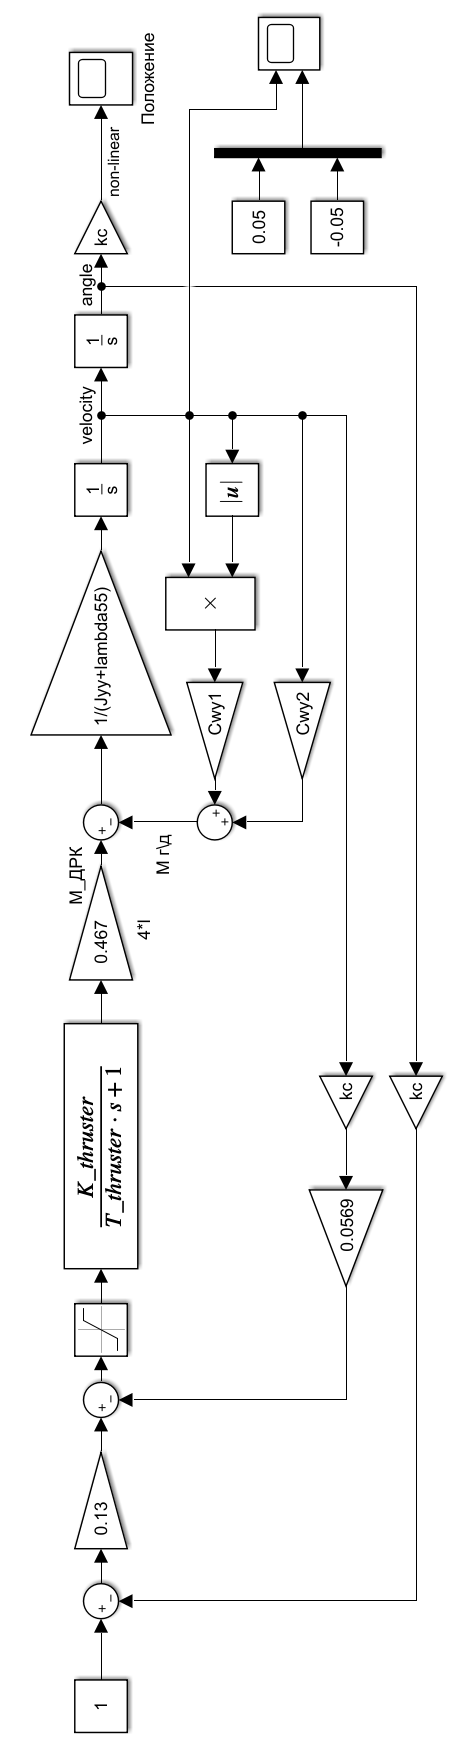 1
+
−
0.13
+
−
K_thruster
T_thruster · s + 1
0.467
4*l
М_ДРК
+
−
М г\д
1/(Jyy+lambda55)
1
s
velocity
1
s
angle
kc
non-linear
Положение
+
+
Cwy1
Cwy2
×
|u|
0.05
-0.05
0.0569
kc
kc